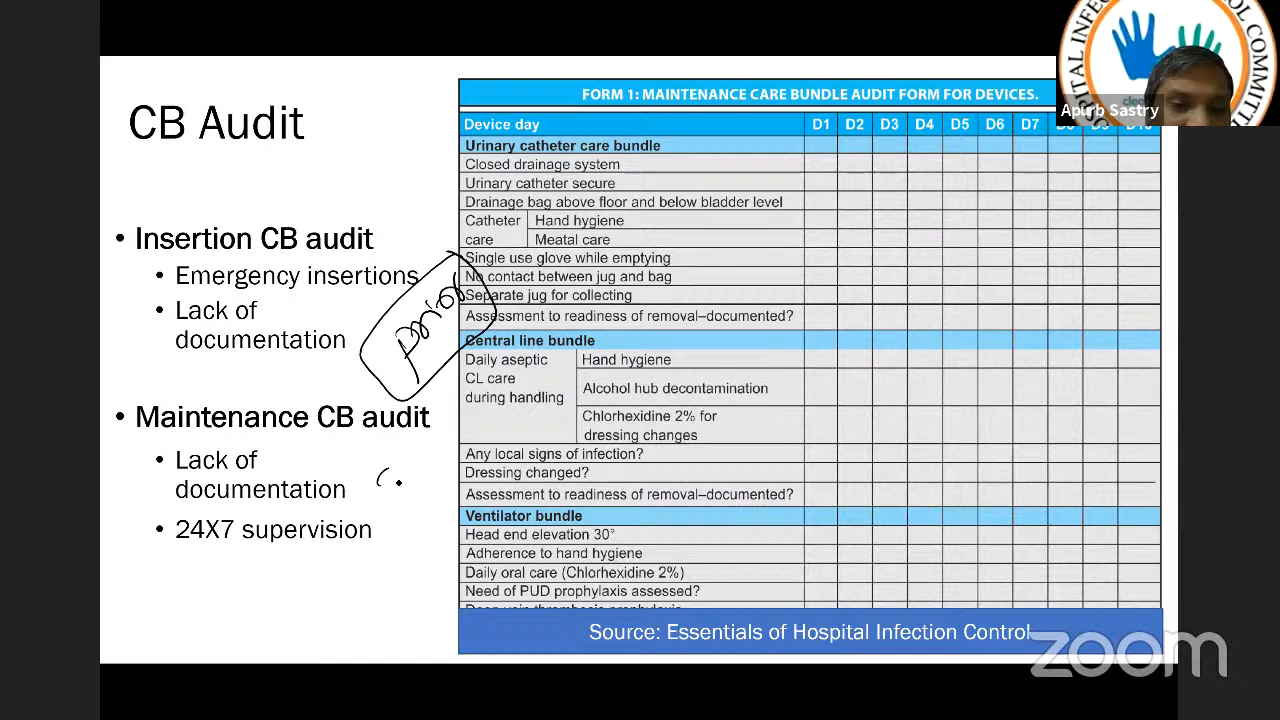 CB Audit
• Insertion CB audit
• Emergency insertions
• Lack of
documentation
• Maintenance CB audit
• Lack of
documentation
• 24X7 supervision
FORM 1: MAINTENANCE CARE BUNDLE AUDIT FORM FOR DEVICES.
Device day D1 D2 D3 D4 D5 D6 D7 D8 D9 D10
Urinary catheter care bundle
Closed drainage system
Urinary catheter secure
Drainage bag above floor and below bladder level
Catheter care
Hand hygiene
Meatal care
Single use glove while emptying
No contact between jug and bag
Separate jug for collecting
Assessment to readiness of removal–documented?
Central line bundle
Daily aseptic
CL care
during handling
Hand hygiene
Alcohol hub decontamination
Chlorhexidine 2% for
dressing changes
Any local signs of infection?
Dressing changed?
Assessment to readiness of removal–documented?
Ventilator bundle
Head end elevation 30°
Adherence to hand hygiene
Daily oral care (Chlorhexidine 2%)
Need of PUD prophylaxis assessed?
Deep vein thrombosis prophylaxis
Source: Essentials of Hospital Infection Control
Apurb Sastry
zoom